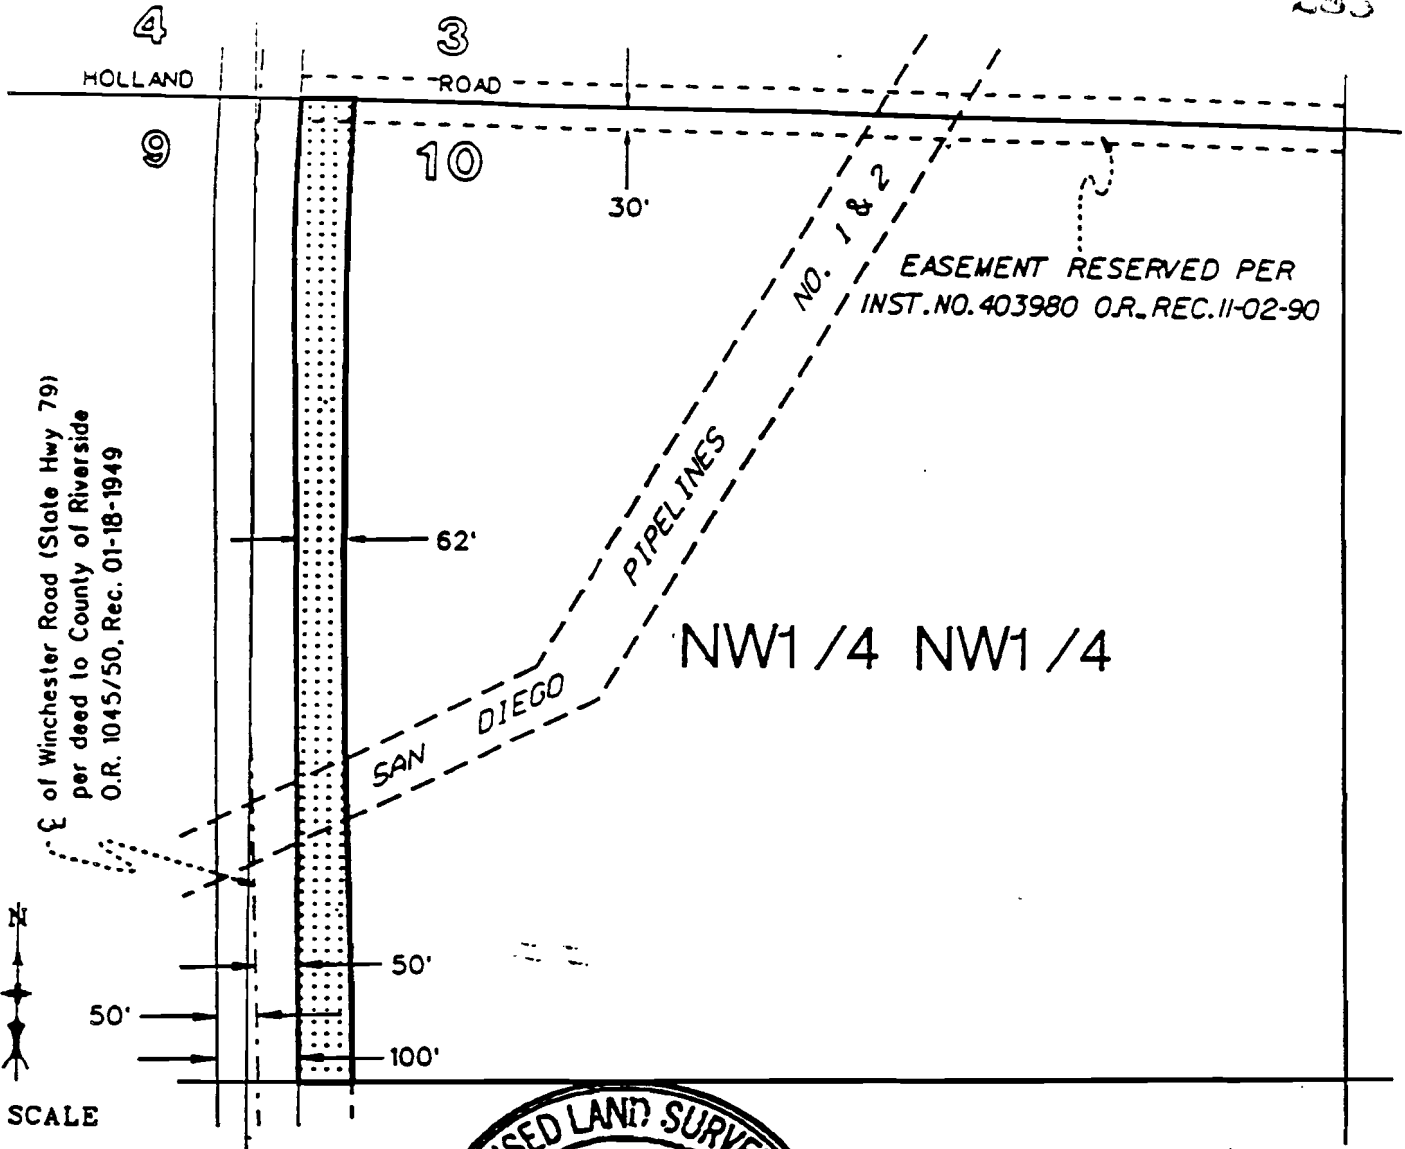 4
3
HOLLAND ROAD
9
10
30'
NO. 1 & 2
EASEMENT RESERVED PER
INST.NO.403980 O.R. REC.11-02-90
PIPELINES
℄ of Winchester Road (State Hwy 79)
per deed to County of Riverside
O.R. 1045/50, Rec. 01-18-1949
62'
NW1/4 NW1/4
DIEGO
SAN
N
50'
50'
100'
SCALE
LAND SURVE